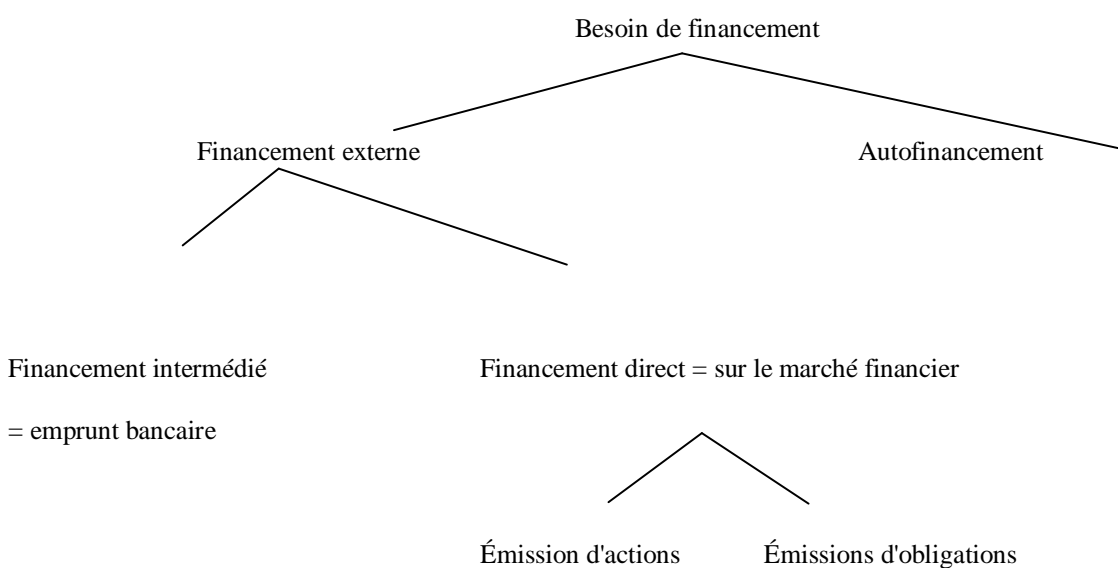 Besoin de financement
Financement externe
Autofinancement
Financement intermédié
= emprunt bancaire
Financement direct = sur le marché financier
Émission d'actions
Émissions d'obligations